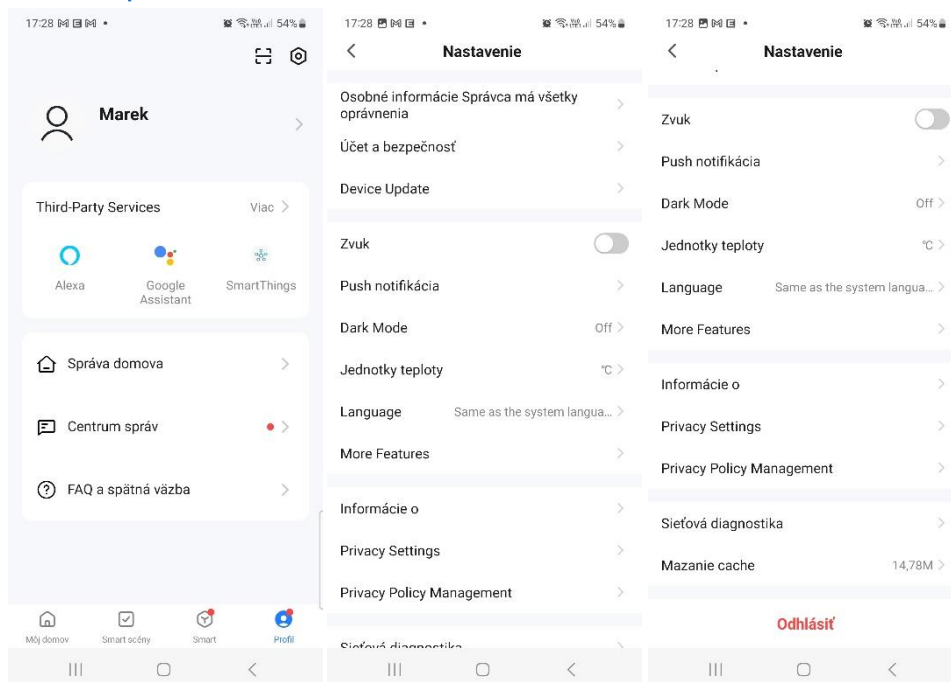 17:28
54%
Marek
Third-Party Services
Viac
Alexa
Google
Assistant
SmartThings
Správa domova
Centrum správ
FAQ a spätná väzba
Môj domov
Smart scény
Smart
Profil
17:28
54%
Nastavenie
Osobné informácie Správca má všetky
oprávnenia
Účet a bezpečnosť
Device Update
Zvuk
Push notifikácia
Dark Mode
Off
Jednotky teploty
°C
Language
Same as the system langua...
More Features
Informácie o
Privacy Settings
Privacy Policy Management
Sieťová diagnostika
17:28
54%
Nastavenie
Zvuk
Push notifikácia
Dark Mode
Off
Jednotky teploty
°C
Language
Same as the system langua...
More Features
Informácie o
Privacy Settings
Privacy Policy Management
Sieťová diagnostika
Mazanie cache
14,78M
Odhlásiť